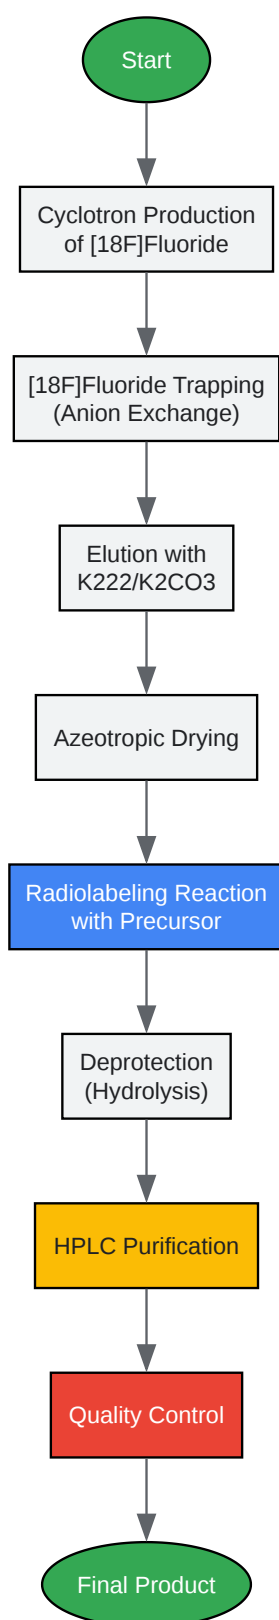 Start
Cyclotron Production
of [18F]Fluoride
[18F]Fluoride Trapping
(Anion Exchange)
Elution with
K222/K2CO3
Azeotropic Drying
Radiolabeling Reaction
with Precursor
Deprotection
(Hydrolysis)
HPLC Purification
Quality Control
Final Product